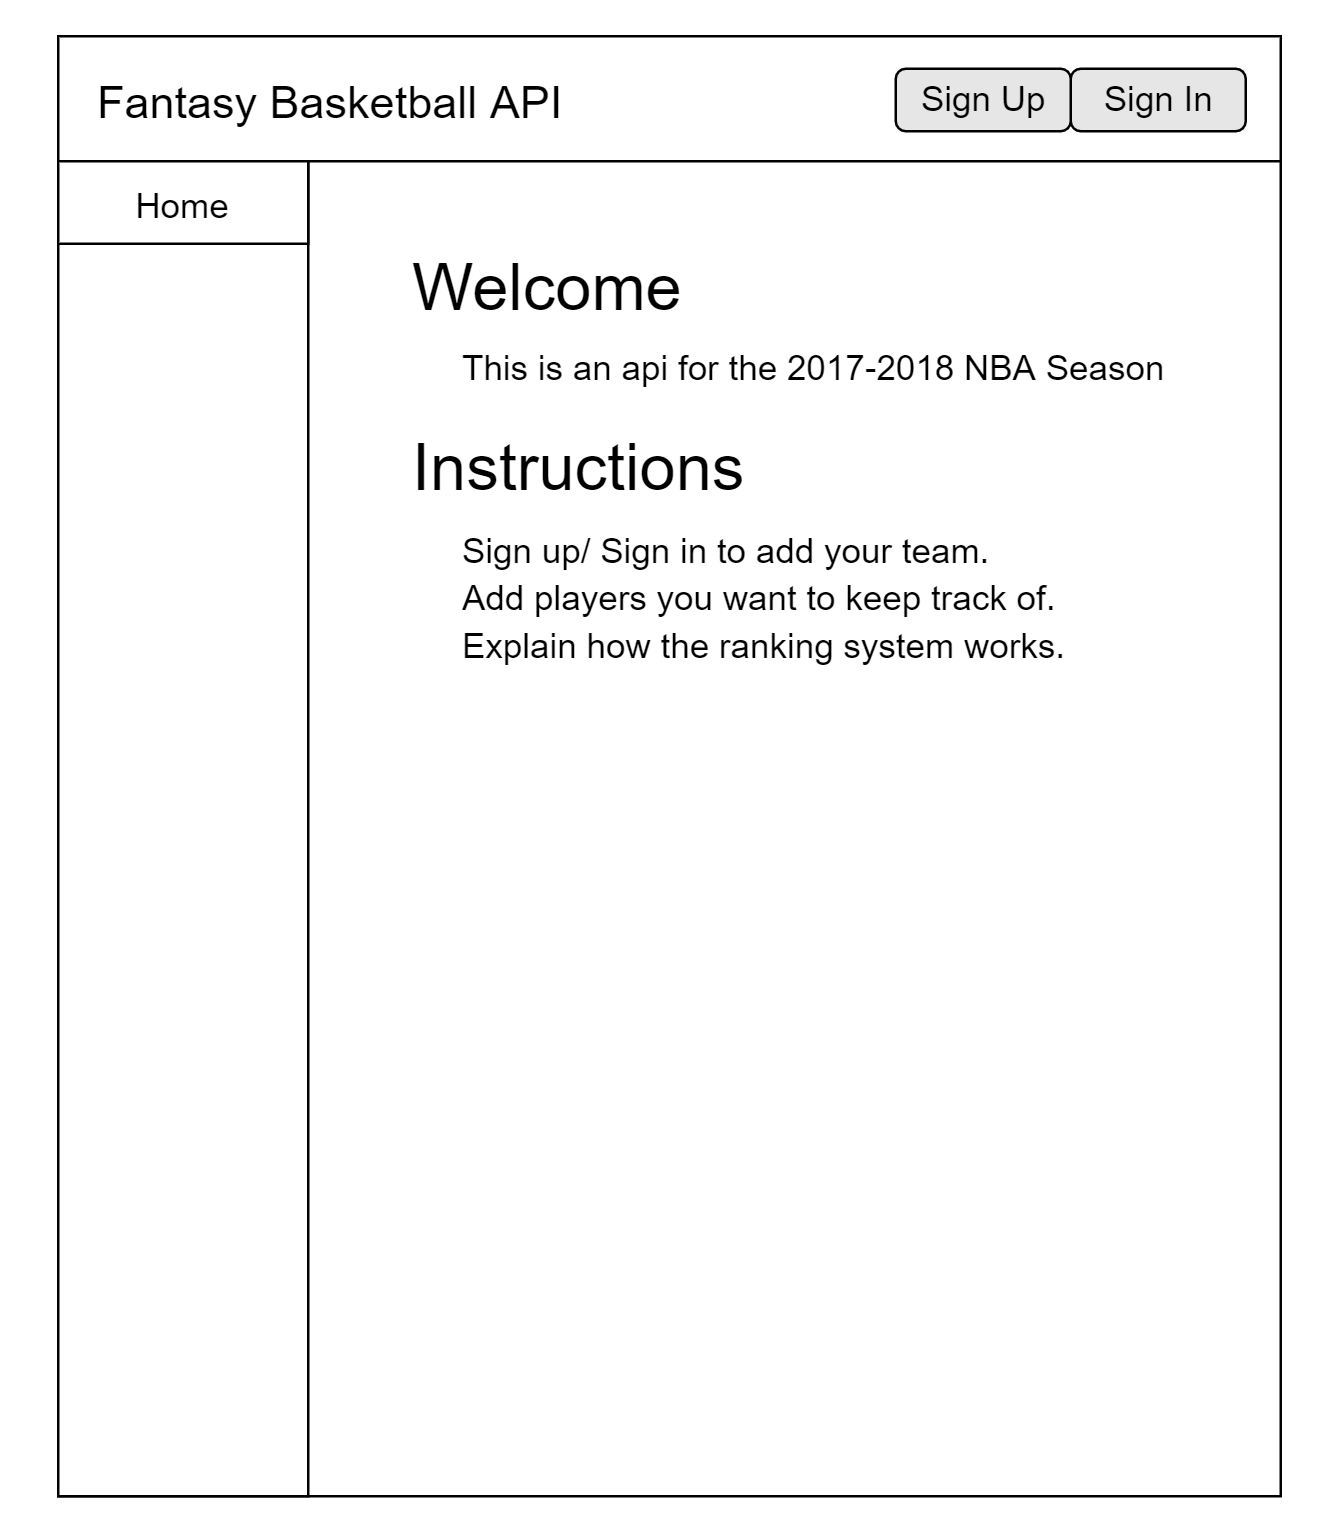 Fantasy Basketball API
Sign Up
Sign In
Home
Welcome
This is an api for the 2017-2018 NBA Season
Instructions
Sign up/ Sign in to add your team.
Add players you want to keep track of.
Explain how the ranking system works.